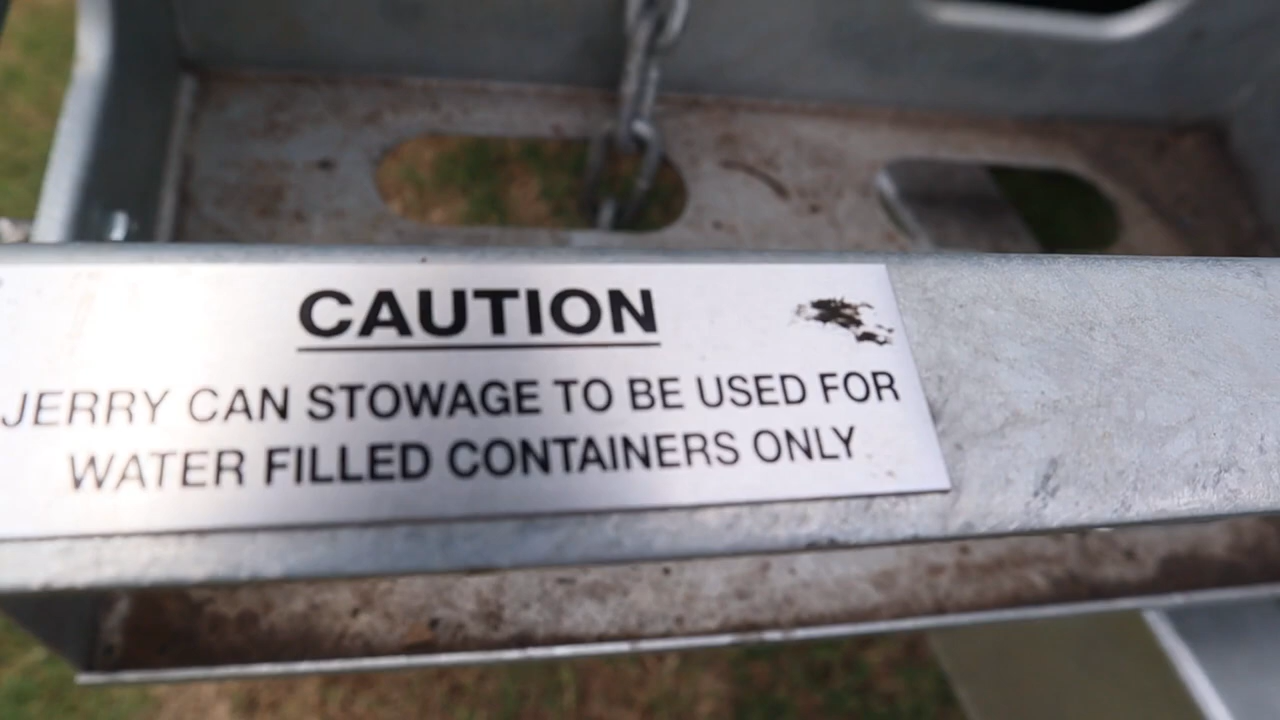 CAUTION
JERRY CAN STOWAGE TO BE USED FOR
WATER FILLED CONTAINERS ONLY